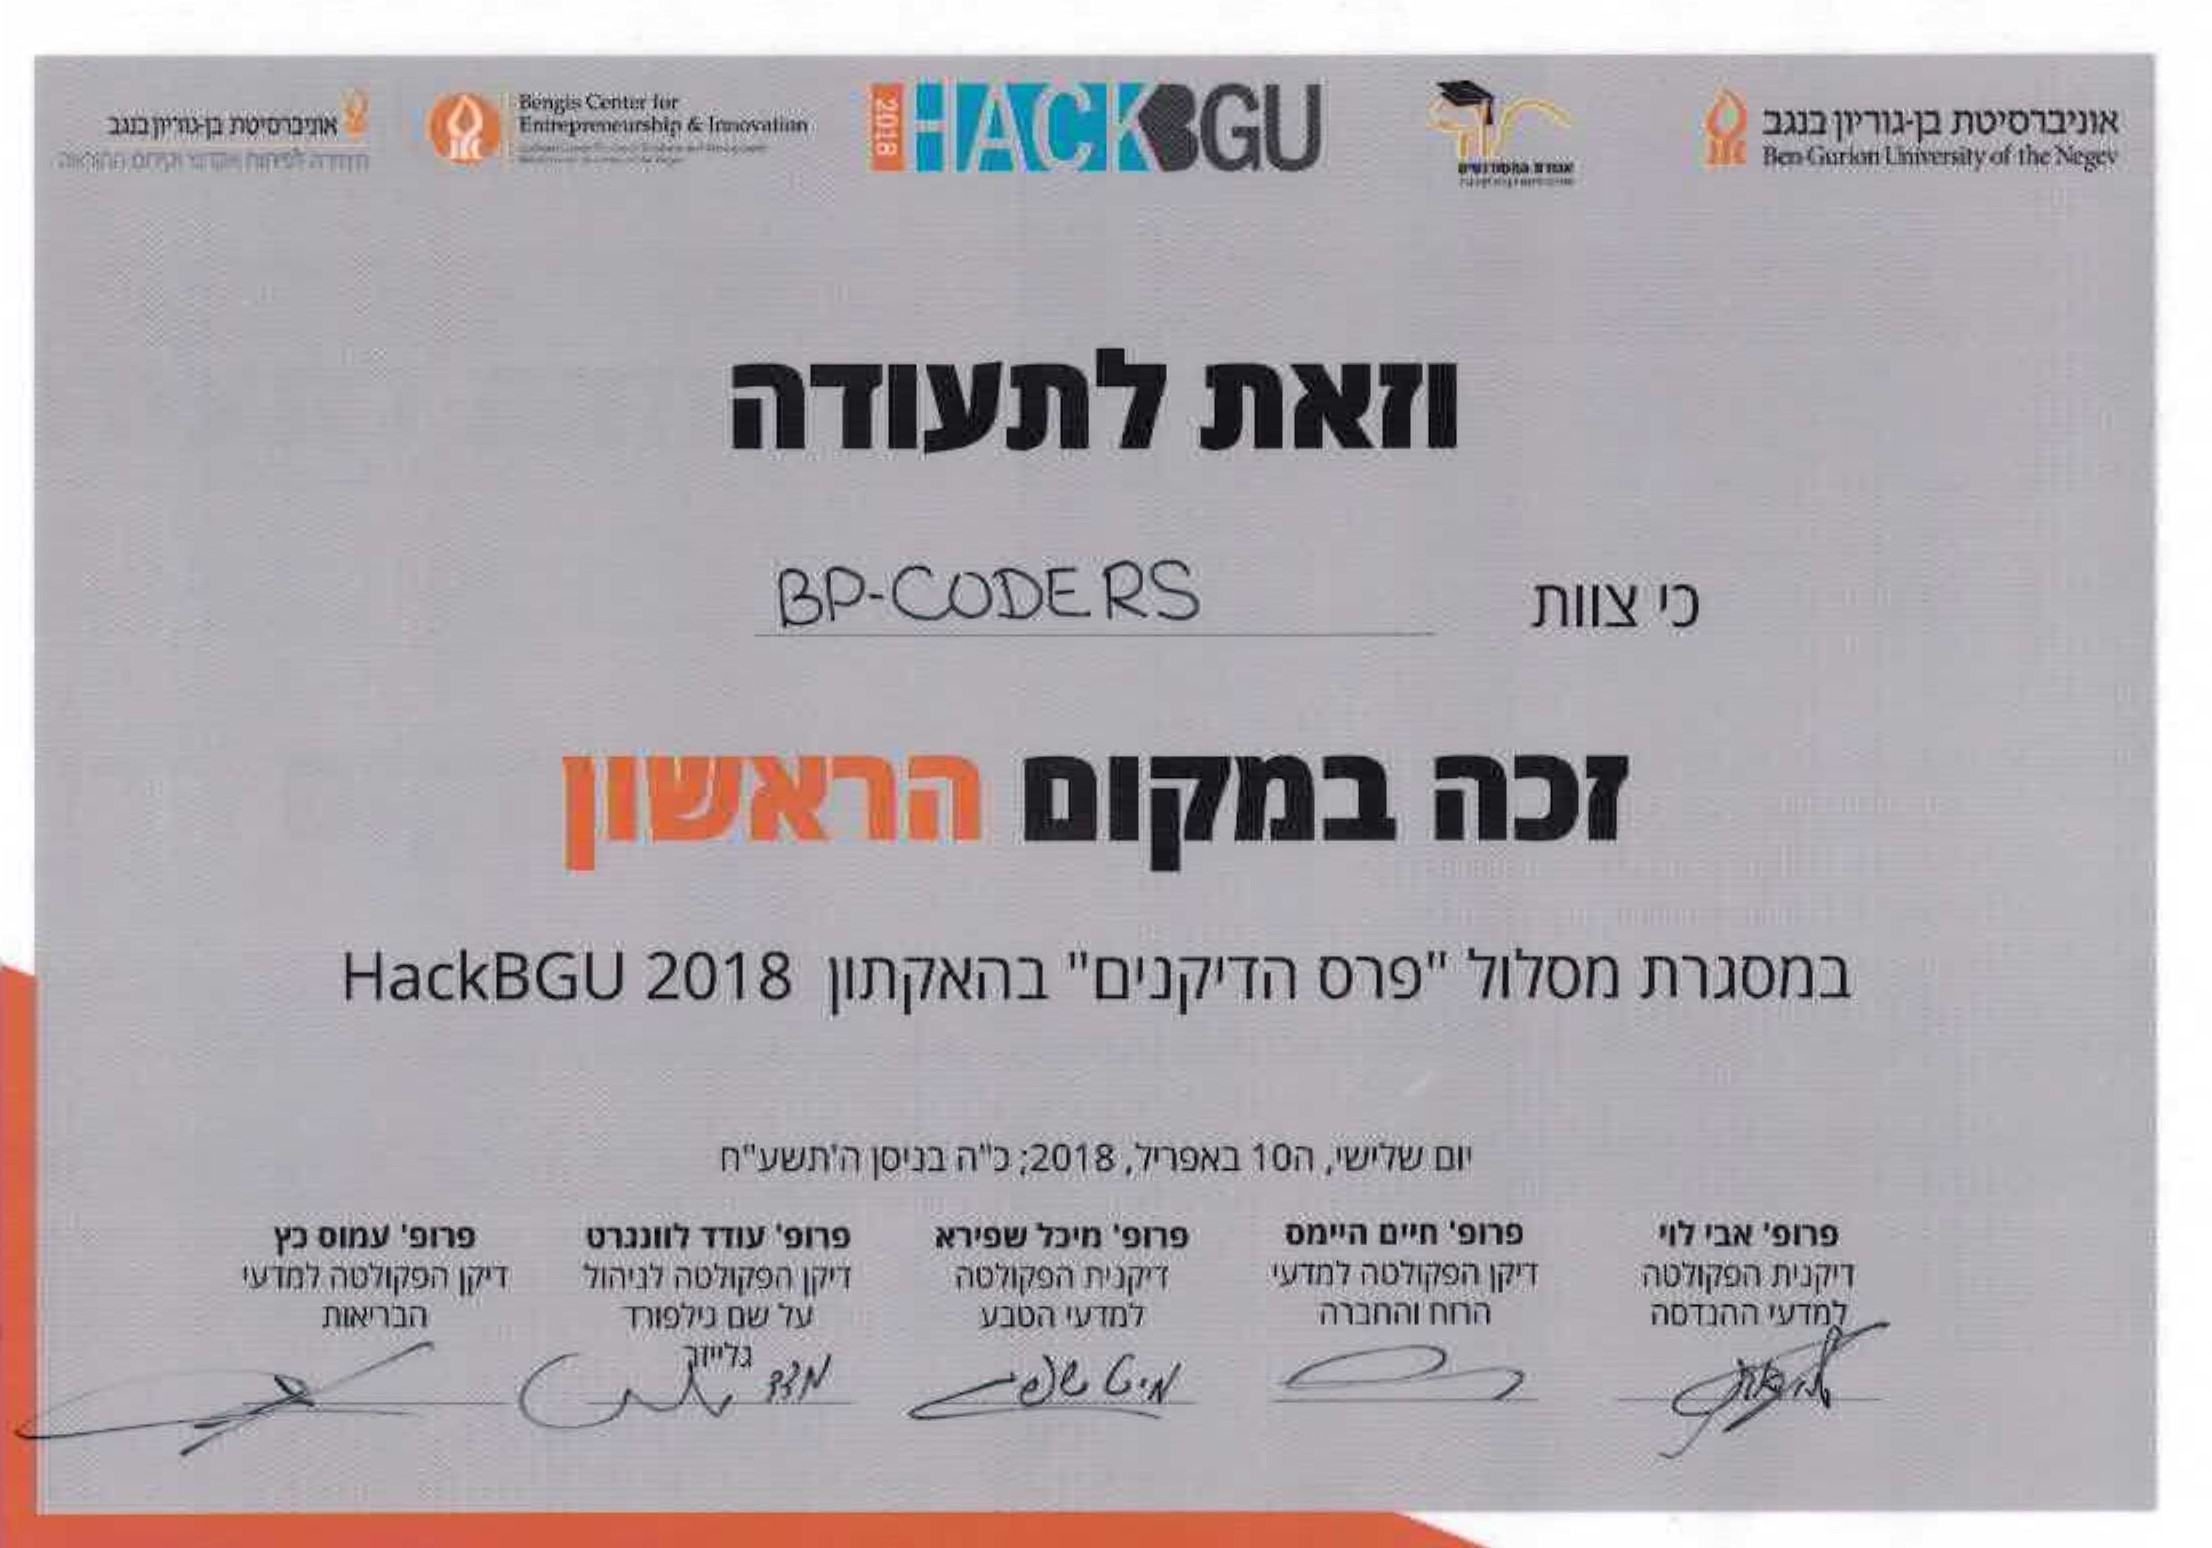 אוניברסיטת בן-גוריון בנגב
Ben-Gurion University of the Negev
אגודת הסטודנטים
2018 HACKBGU
Bengis Center for
Entrepreneurship & Innovation
אוניברסיטת בן-גוריון בנגב
וזאת לתעודה
כי צוות BP-CODERS
זכה במקום הראשון
במסגרת מסלול "פרס הדיקנים" בהאקתון HackBGU 2018
יום שלישי, ה10 באפריל, 2018; כ"ה בניסן ה'תשע"ח
פרופ' אבי לוי
דיקנית הפקולטה
למדעי ההנדסה
פרופ' חיים היימס
דיקן הפקולטה למדעי
הרוח והחברה
פרופ' מיכל שפירא
דיקנית הפקולטה
למדעי הטבע
פרופ' עודד לוונגרט
דיקן הפקולטה לניהול
על שם גילפורד
גלייזר
פרופ' עמוס כץ
דיקן הפקולטה למדעי
הבריאות